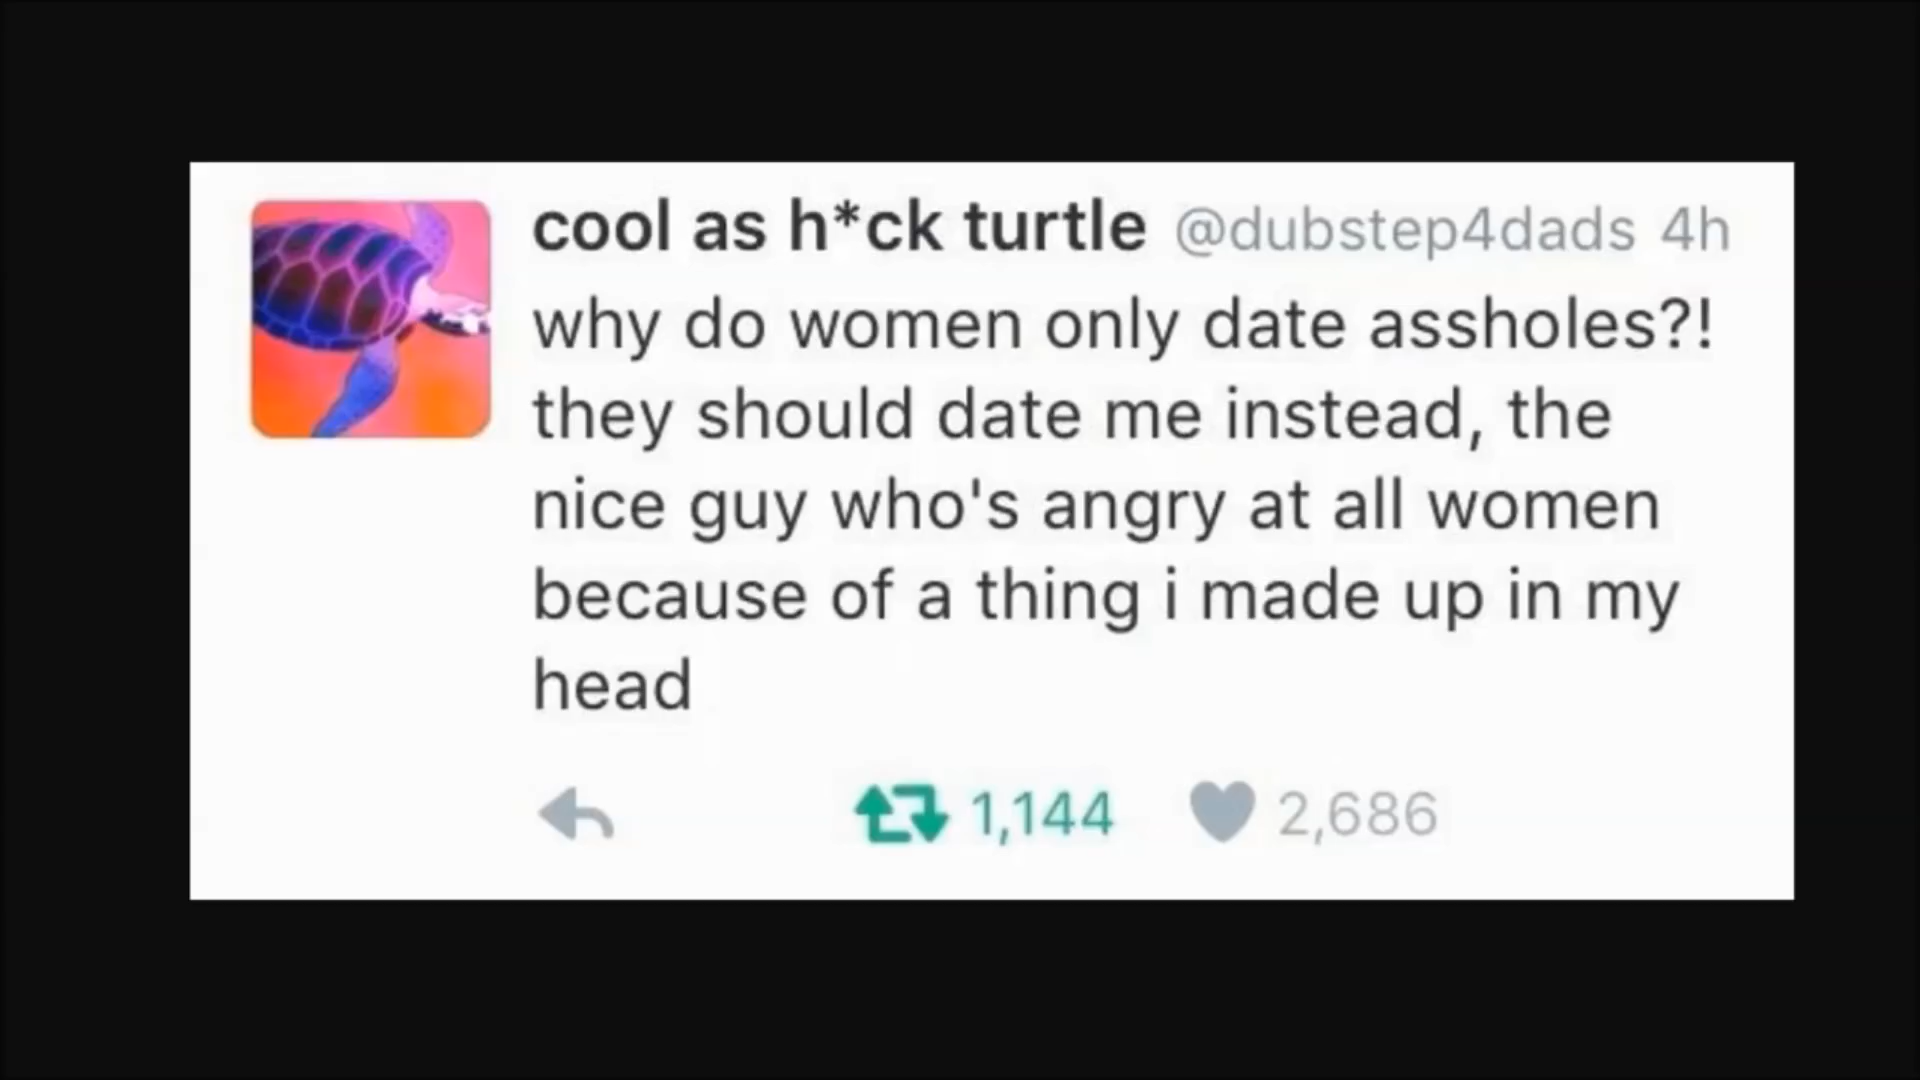 cool as h*ck turtle @dubstep4dads 4h
why do women only date assholes?!
they should date me instead, the
nice guy who's angry at all women
because of a thing i made up in my
head
1,144 2,686